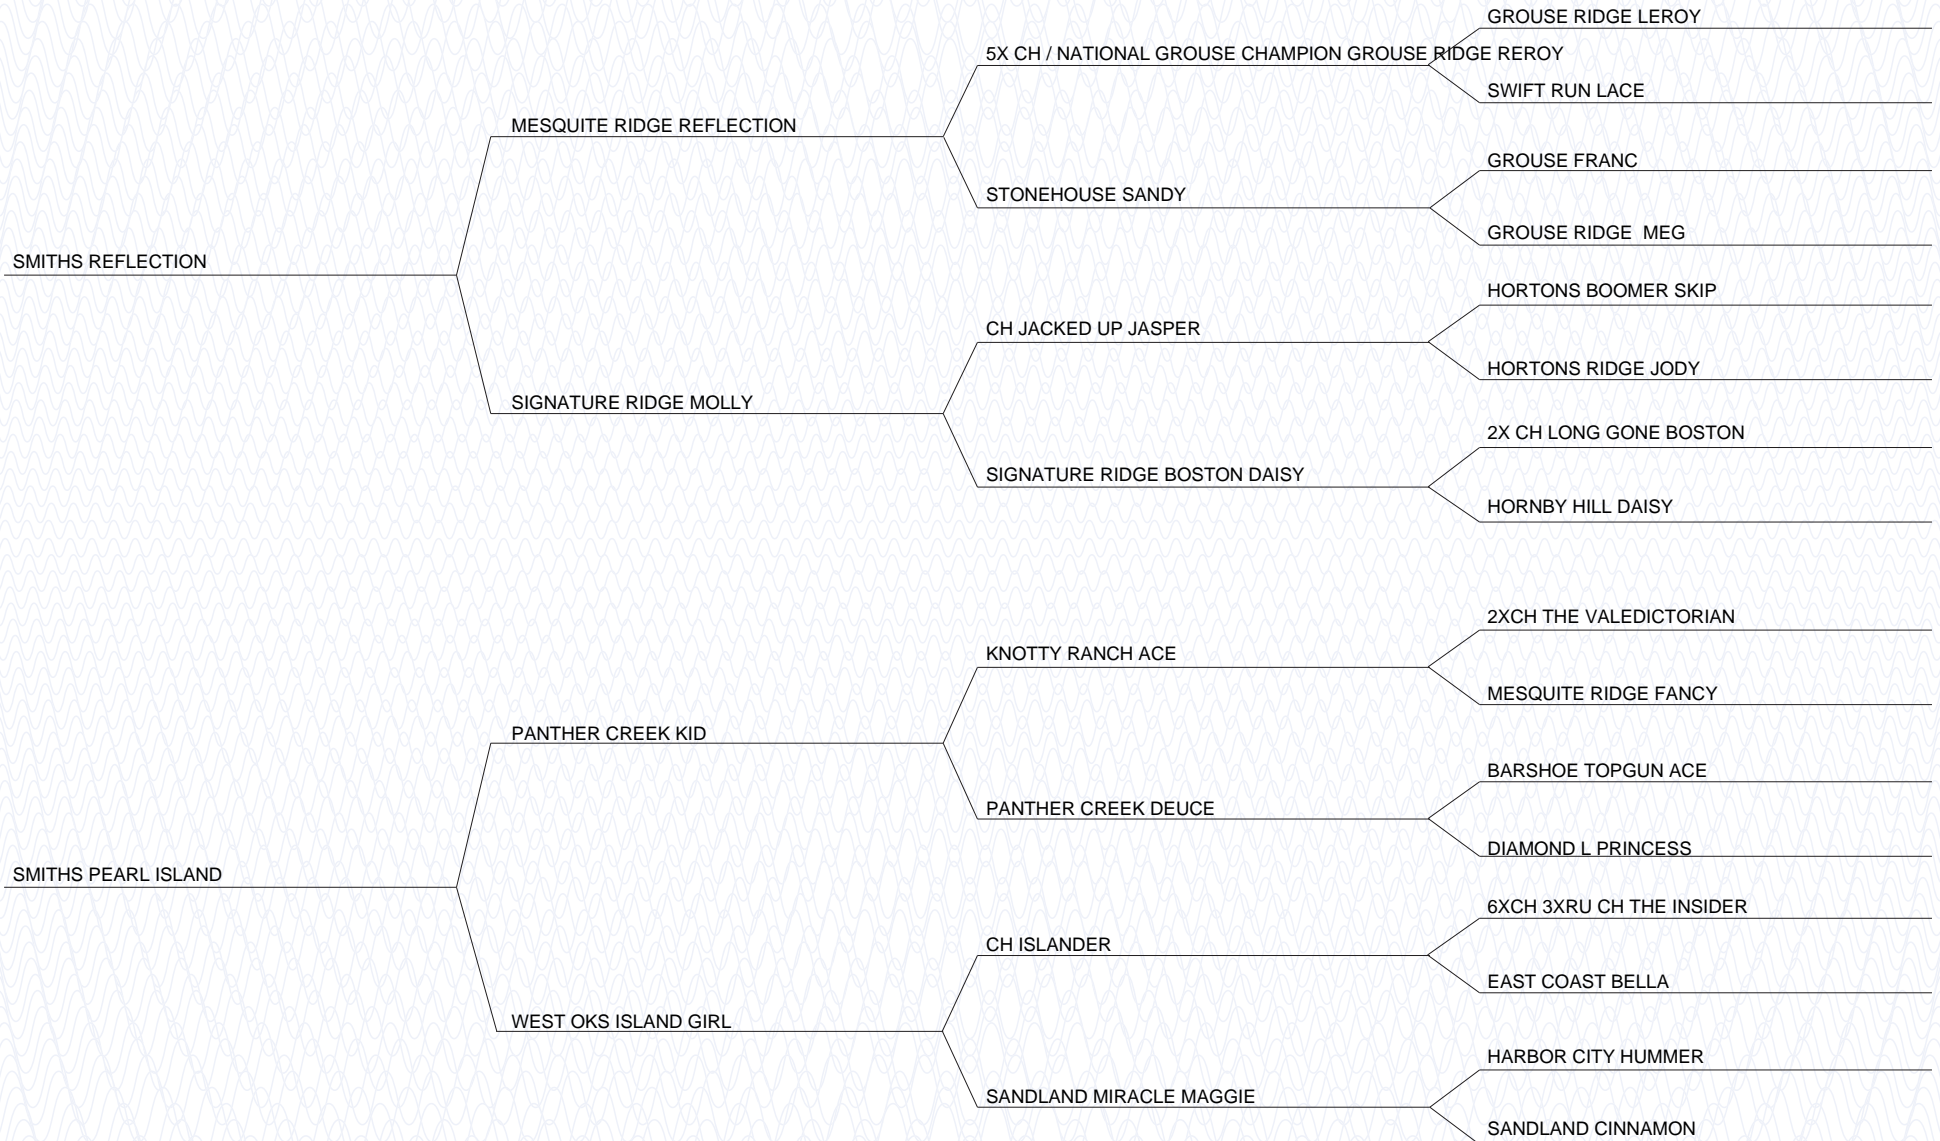 GROUSE RIDGE LEROY
5X CH / NATIONAL GROUSE CHAMPION GROUSE RIDGE REROY
SWIFT RUN LACE
MESQUITE RIDGE REFLECTION
GROUSE FRANC
STONEHOUSE SANDY
GROUSE RIDGE  MEG
SMITHS REFLECTION
HORTONS BOOMER SKIP
CH JACKED UP JASPER
HORTONS RIDGE JODY
SIGNATURE RIDGE MOLLY
2X CH LONG GONE BOSTON
SIGNATURE RIDGE BOSTON DAISY
HORNBY HILL DAISY
2XCH THE VALEDICTORIAN
KNOTTY RANCH ACE
MESQUITE RIDGE FANCY
PANTHER CREEK KID
BARSHOE TOPGUN ACE
PANTHER CREEK DEUCE
DIAMOND L PRINCESS
SMITHS PEARL ISLAND
6XCH 3XRU CH THE INSIDER
CH ISLANDER
EAST COAST BELLA
WEST OKS ISLAND GIRL
HARBOR CITY HUMMER
SANDLAND MIRACLE MAGGIE
SANDLAND CINNAMON